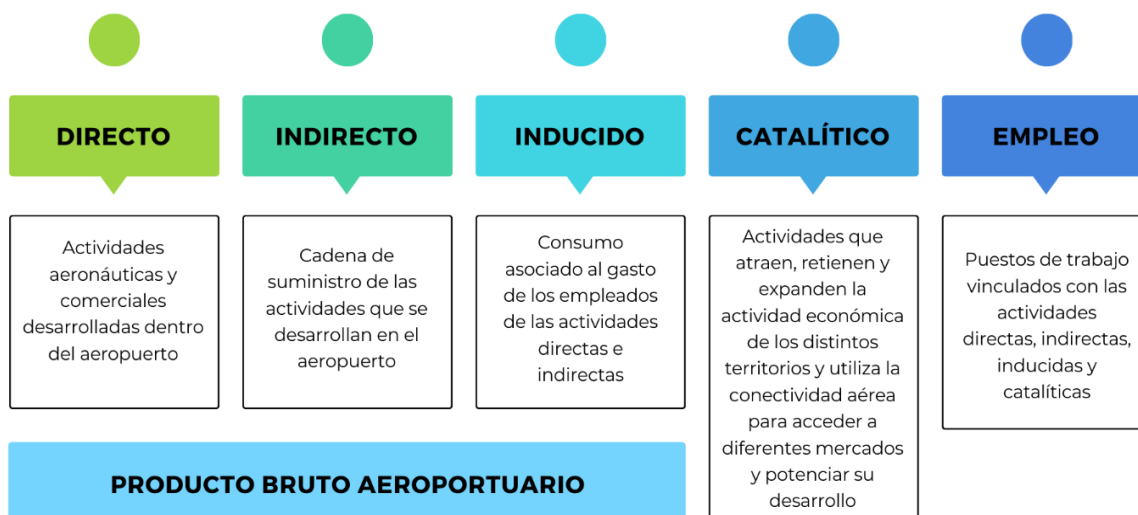 DIRECTO
Actividades
aeronáuticas y
comerciales
desarrolladas dentro
del aeropuerto
INDIRECTO
Cadena de
suministro de las
actividades que se
desarrollan en el
aeropuerto
INDUCIDO
Consumo
asociado al gasto
de los empleados
de las actividades
directas e
indirectas
CATALÍTICO
Actividades que
atraen, retienen y
expanden la
actividad económica
de los distintos
territorios y utiliza la
conectividad aérea
para acceder a
diferentes mercados
y potenciar su
desarrollo
EMPLEO
Puestos de trabajo
vinculados con las
actividades
directas, indirectas,
inducidas y
catalíticas
PRODUCTO BRUTO AEROPORTUARIO